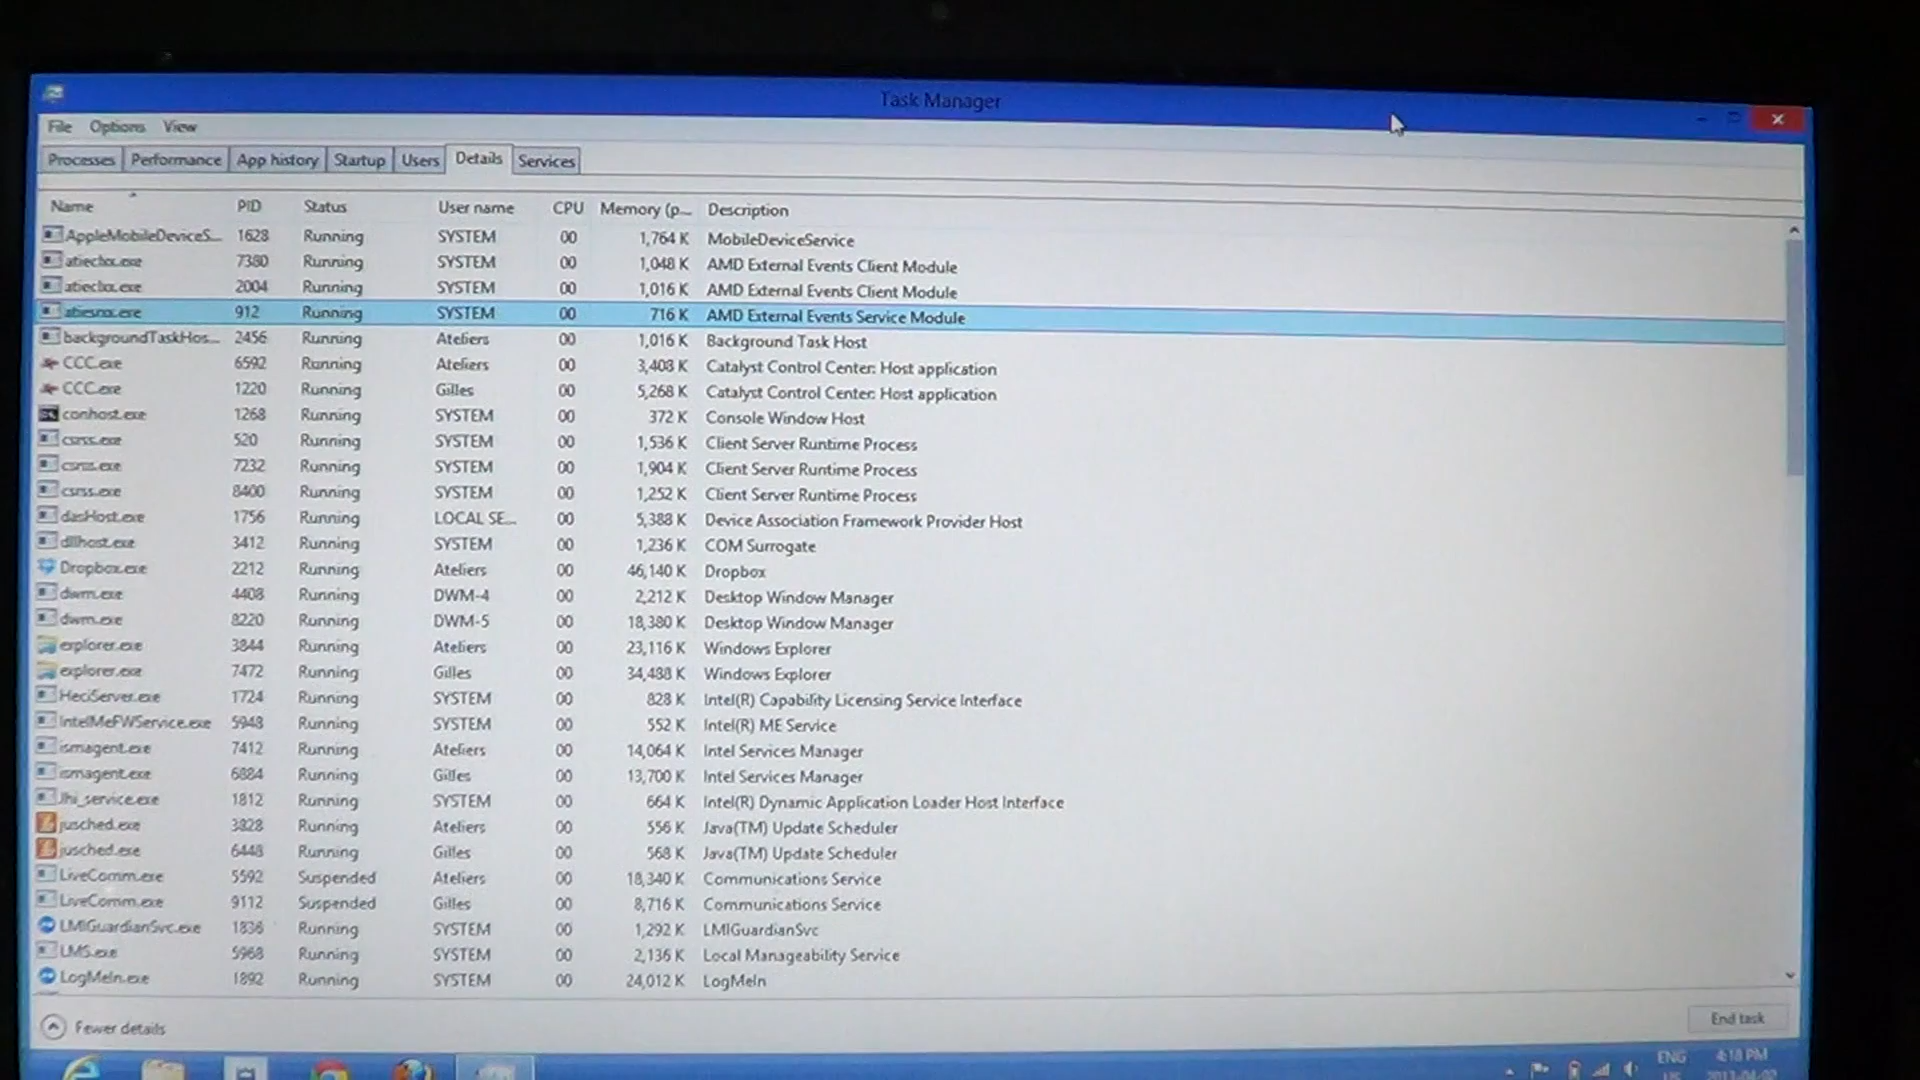 Task Manager
File Options View
Processes Performance App history Startup Users Details Services
Name PID Status User name CPU Memory (p... Description
AppleMobileDeviceS... 1628 Running SYSTEM 00 1,764 K MobileDeviceService
atieclxx.exe 7380 Running SYSTEM 00 1,048 K AMD External Events Client Module
atieclxx.exe 2004 Running SYSTEM 00 1,016 K AMD External Events Client Module
atiesrxx.exe 912 Running SYSTEM 00 716 K AMD External Events Service Module
backgroundTaskHos... 2456 Running Ateliers 00 1,016 K Background Task Host
CCC.exe 6592 Running Ateliers 00 3,408 K Catalyst Control Center: Host application
CCC.exe 1220 Running Gilles 00 5,268 K Catalyst Control Center: Host application
conhost.exe 1268 Running SYSTEM 00 372 K Console Window Host
csrss.exe 520 Running SYSTEM 00 1,536 K Client Server Runtime Process
csrss.exe 7232 Running SYSTEM 00 1,904 K Client Server Runtime Process
csrss.exe 8400 Running SYSTEM 00 1,252 K Client Server Runtime Process
dasHost.exe 1756 Running LOCAL SE... 00 5,388 K Device Association Framework Provider Host
dllhost.exe 3412 Running SYSTEM 00 1,236 K COM Surrogate
Dropbox.exe 2212 Running Ateliers 00 46,140 K Dropbox
dwm.exe 4408 Running DWM-4 00 2,212 K Desktop Window Manager
dwm.exe 8220 Running DWM-5 00 18,380 K Desktop Window Manager
explorer.exe 3844 Running Ateliers 00 23,116 K Windows Explorer
explorer.exe 7472 Running Gilles 00 34,488 K Windows Explorer
HeciServer.exe 1724 Running SYSTEM 00 828 K Intel(R) Capability Licensing Service Interface
IntelMeFWService.exe 5948 Running SYSTEM 00 552 K Intel(R) ME Service
ismagent.exe 7412 Running Ateliers 00 14,064 K Intel Services Manager
ismagent.exe 6884 Running Gilles 00 13,700 K Intel Services Manager
Jhi_service.exe 1812 Running SYSTEM 00 664 K Intel(R) Dynamic Application Loader Host Interface
jusched.exe 3828 Running Ateliers 00 556 K Java(TM) Update Scheduler
jusched.exe 6448 Running Gilles 00 568 K Java(TM) Update Scheduler
LiveComm.exe 5592 Suspended Ateliers 00 18,340 K Communications Service
LiveComm.exe 9112 Suspended Gilles 00 8,716 K Communications Service
LMIGuardianSvc.exe 1836 Running SYSTEM 00 1,292 K LMIGuardianSvc
LMS.exe 5968 Running SYSTEM 00 2,136 K Local Manageability Service
LogMeIn.exe 1892 Running SYSTEM 00 24,012 K LogMeIn
Fewer details End task
ENG 4:18 PM